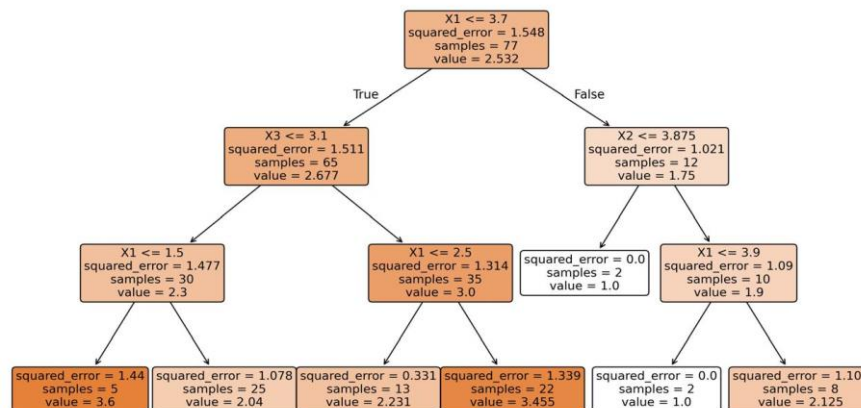 X1 <= 3.7
squared_error = 1.548
samples = 77
value = 2.532
True
False
X3 <= 3.1
squared_error = 1.511
samples = 65
value = 2.677
X2 <= 3.875
squared_error = 1.021
samples = 12
value = 1.75
X1 <= 1.5
squared_error = 1.477
samples = 30
value = 2.3
X1 <= 2.5
squared_error = 1.314
samples = 35
value = 3.0
squared_error = 0.0
samples = 2
value = 1.0
X1 <= 3.9
squared_error = 1.09
samples = 10
value = 1.9
squared_error = 1.44
samples = 5
value = 3.6
squared_error = 1.078
samples = 25
value = 2.04
squared_error = 0.331
samples = 13
value = 2.231
squared_error = 1.339
samples = 22
value = 3.455
squared_error = 0.0
samples = 2
value = 1.0
squared_error = 1.10
samples = 8
value = 2.125